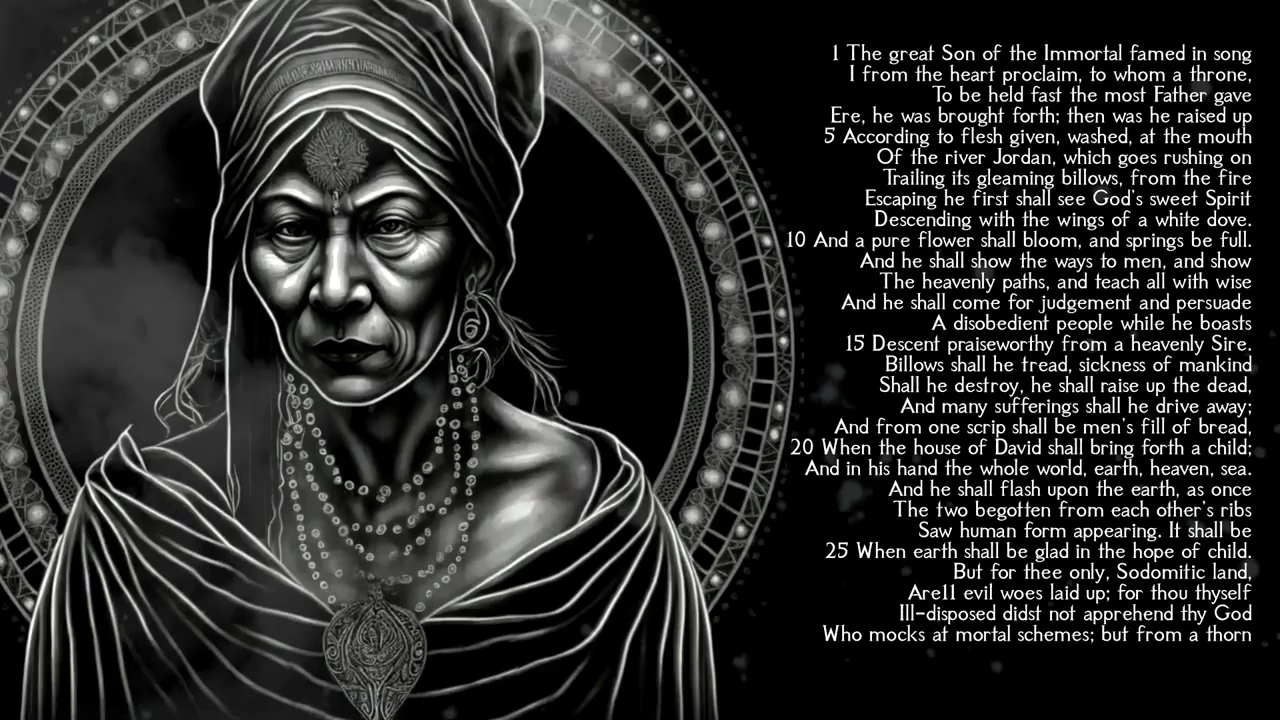 1 The great Son of the Immortal famed in song
I from the heart proclaim, to whom a throne,
To be held fast the most Father gave
Ere, he was brought forth; then was he raised up
5 According to flesh given, washed, at the mouth
Of the river Jordan, which goes rushing on
Trailing its gleaming billows, from the fire
Escaping he first shall see God's sweet Spirit
Descending with the wings of a white dove.
10 And a pure flower shall bloom, and springs be full.
And he shall show the ways to men, and show
The heavenly paths, and teach all with wise
And he shall come for judgement and persuade
A disobedient people while he boasts
15 Descent praiseworthy from a heavenly Sire.
Billows shall he tread, sickness of mankind
Shall he destroy, he shall raise up the dead,
And many sufferings shall he drive away;
And from one scrip shall be men's fill of bread,
20 When the house of David shall bring forth a child;
And in his hand the whole world, earth, heaven, sea.
And he shall flash upon the earth, as once
The two begotten from each other's ribs
Saw human form appearing. It shall be
25 When earth shall be glad in the hope of child.
But for thee only, Sodomitic land,
Are11 evil woes laid up; for thou thyself
Ill-disposed didst not apprehend thy God
Who mocks at mortal schemes; but from a thorn